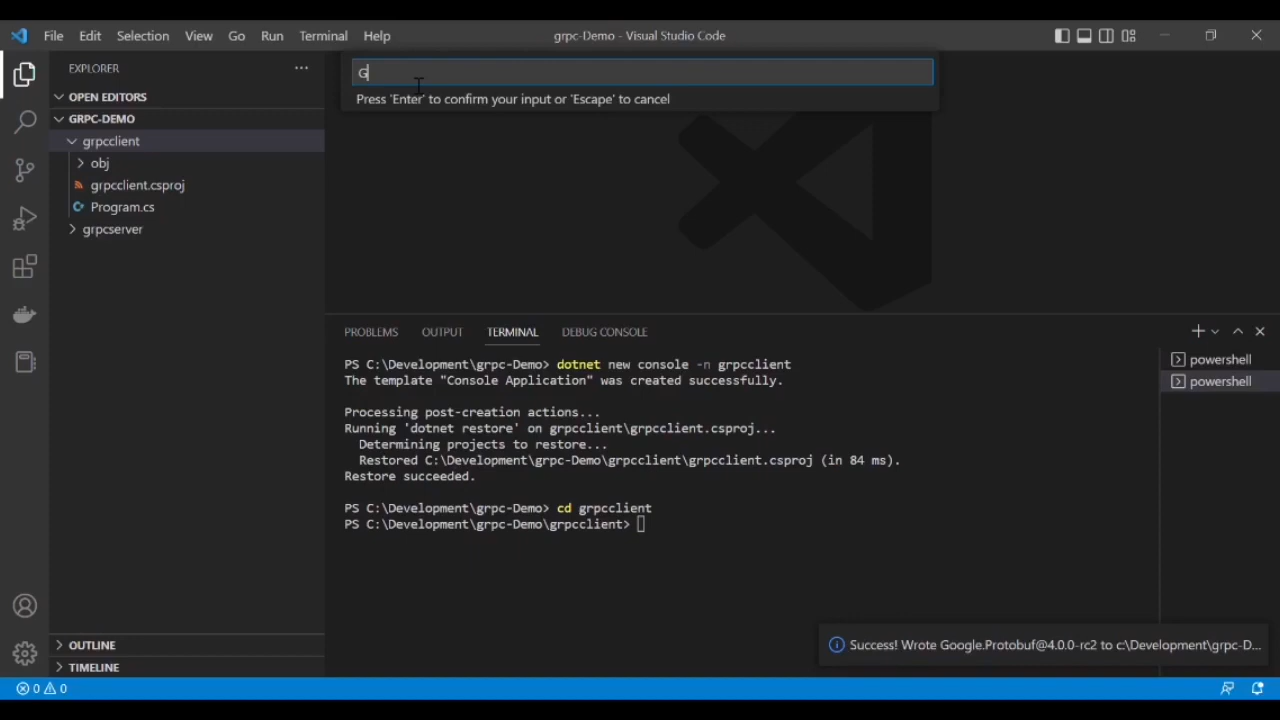 File Edit Selection View Go Run Terminal Help grpc-Demo - Visual Studio Code
EXPLORER
G
Press 'Enter' to confirm your input or 'Escape' to cancel
OPEN EDITORS
GRPC-DEMO
grpcclient
obj
grpcclient.csproj
Program.cs
grpcserver
PROBLEMS OUTPUT TERMINAL DEBUG CONSOLE
PS C:\Development\grpc-Demo> dotnet new console -n grpcclient
The template "Console Application" was created successfully.
Processing post-creation actions...
Running 'dotnet restore' on grpcclient\grpcclient.csproj...
Determining projects to restore...
Restored C:\Development\grpc-Demo\grpcclient\grpcclient.csproj (in 84 ms).
Restore succeeded.
PS C:\Development\grpc-Demo> cd grpcclient
PS C:\Development\grpc-Demo\grpcclient>
powershell
powershell
OUTLINE
TIMELINE
Success! Wrote Google.Protobuf@4.0.0-rc2 to c:\Development\grpc-D...
0 0